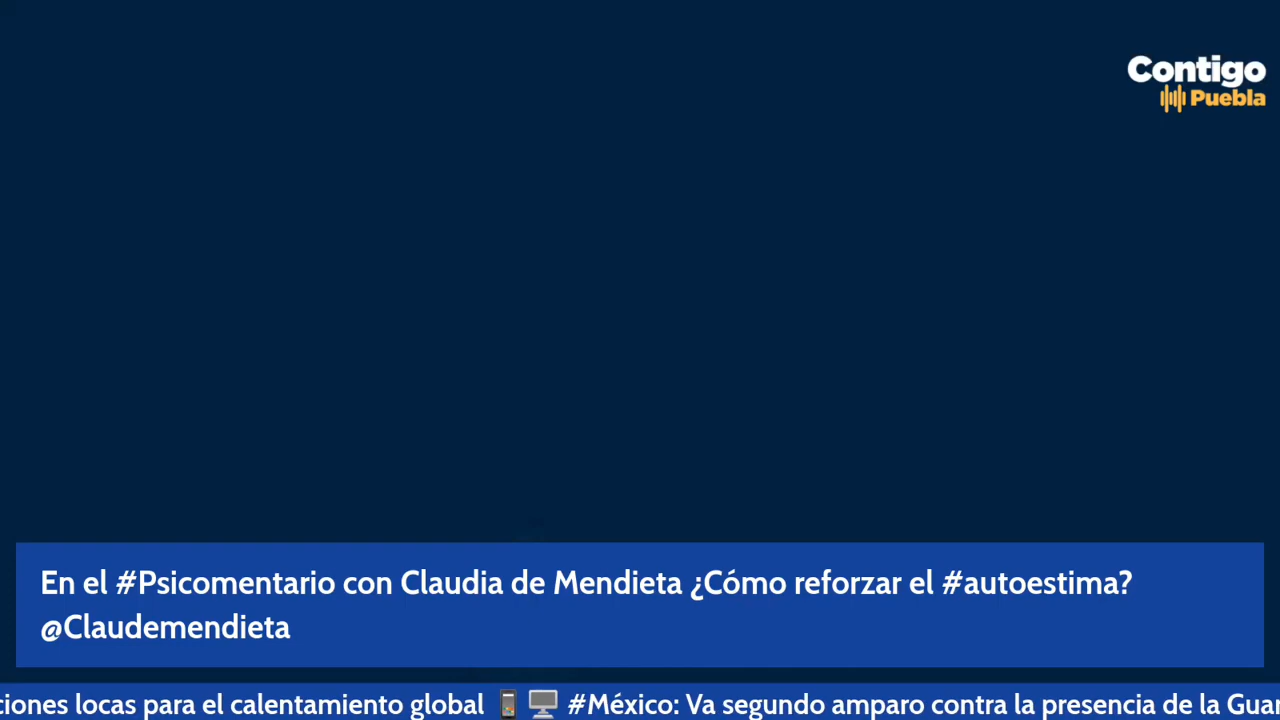 Contigo
Puebla
En el #Psicomentario con Claudia de Mendieta ¿Cómo reforzar el #autoestima?
@Claudemendieta
ciones locas para el calentamiento global 📱 🖥️ #México: Va segundo amparo contra la presencia de la Guar